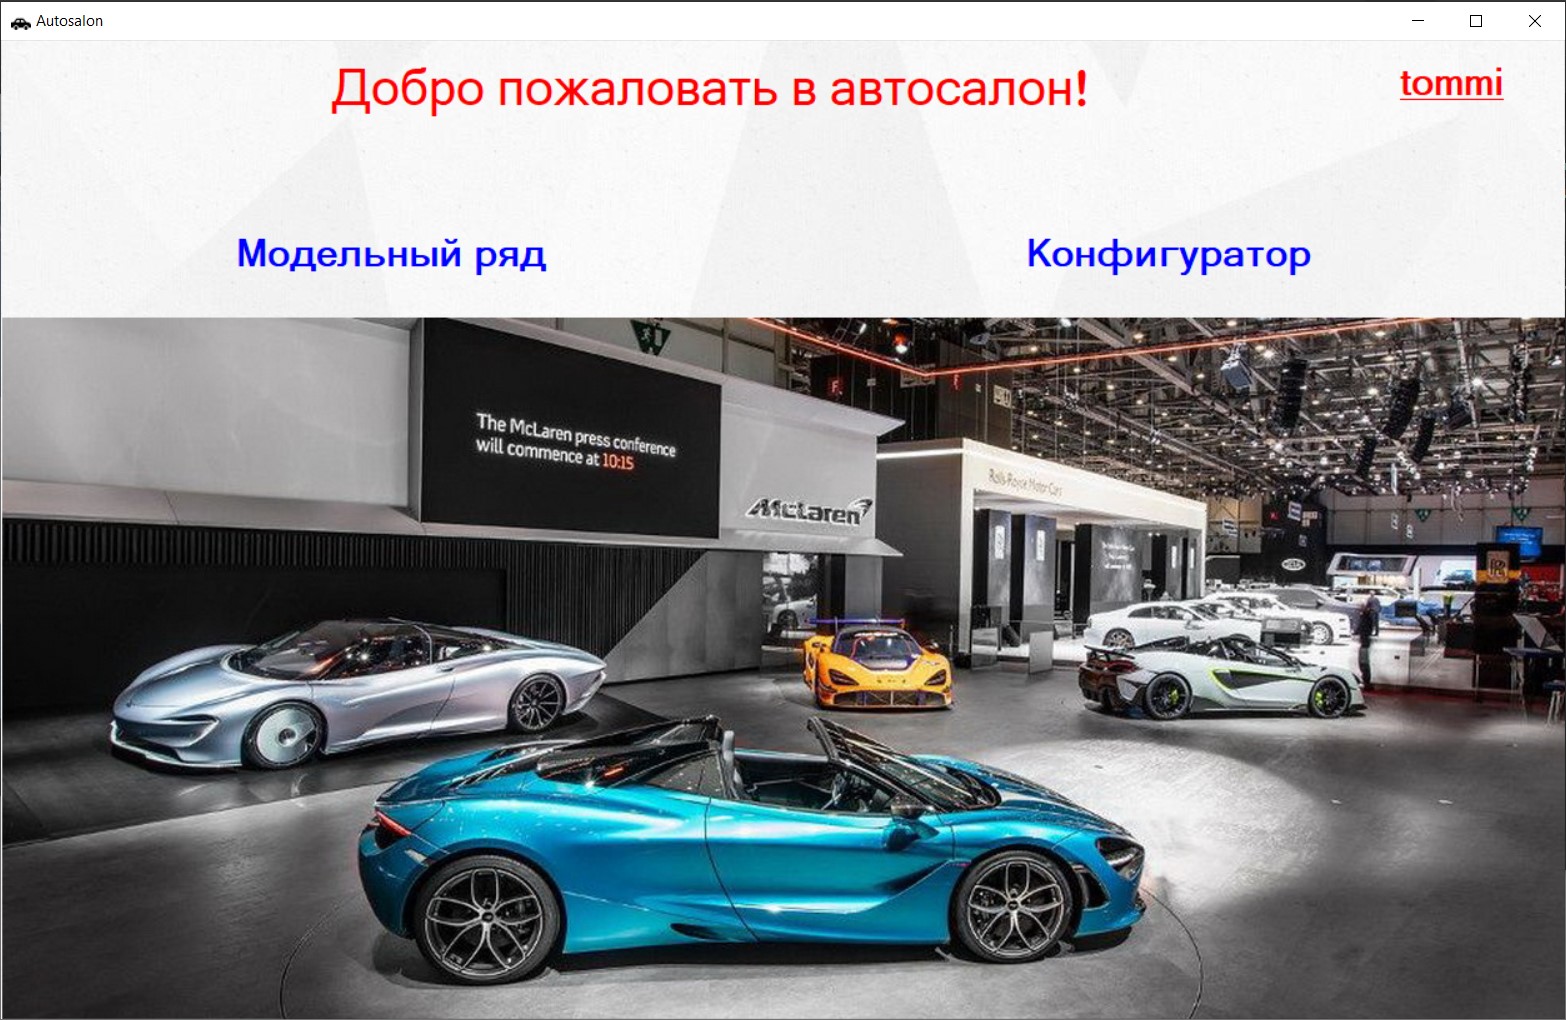 Autosalon
Добро пожаловать в автосалон!
tommi
Модельный ряд
Конфигуратор
The McLaren press conference
will commence at 10:15
McLaren
Rolls-Royce Motor Cars